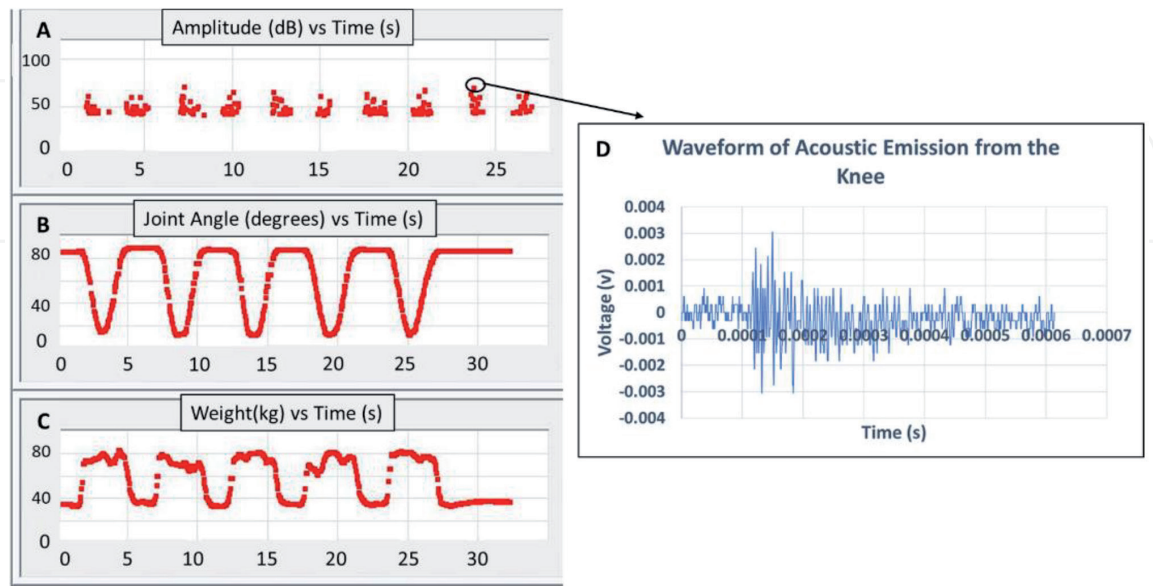 A
Amplitude (dB) vs Time (s)
100
50
0
0 5 10 15 20 25
B
Joint Angle (degrees) vs Time (s)
80
40
0
0 5 10 15 20 25 30
C
Weight(kg) vs Time (s)
80
40
0
0 5 10 15 20 25 30
D
Waveform of Acoustic Emission from the
Knee
0.004
0.003
0.002
0.001
0
-0.001
-0.002
-0.003
-0.004
Voltage (v)
0 0.0001 0.0002 0.0003 0.0004 0.0005 0.0006 0.0007
Time (s)